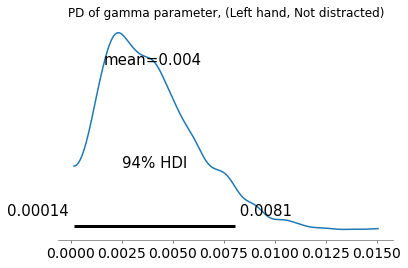 PD of gamma parameter, (Left hand, Not distracted)
mean=0.004
94% HDI
0.00014 0.0081
0.0000 0.0025 0.0050 0.0075 0.0100 0.0125 0.0150